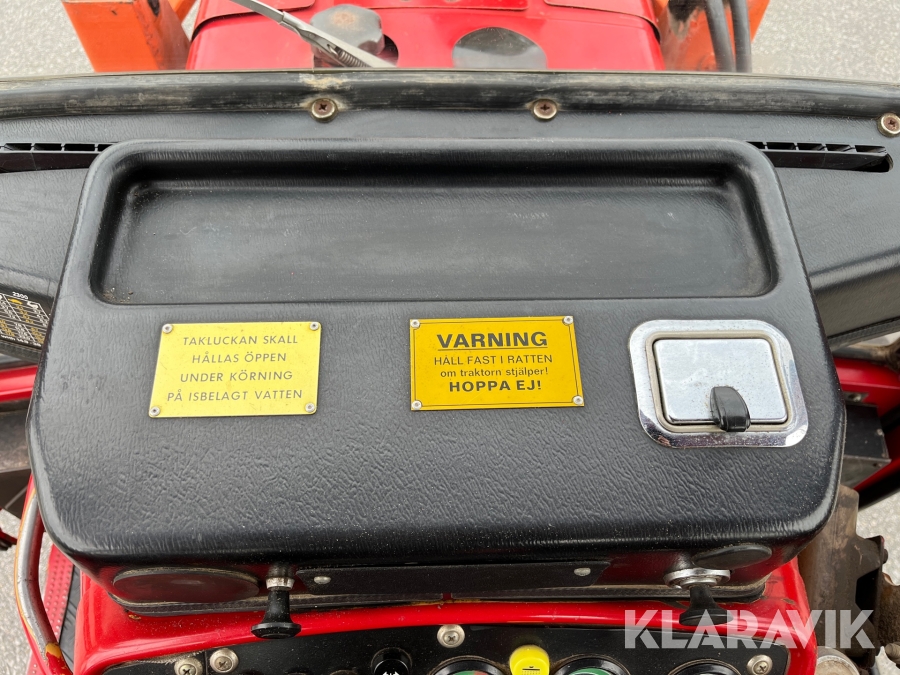 TAKLUCKAN SKALL
HÅLLAS ÖPPEN
UNDER KÖRNING
PÅ ISBELAGT VATTEN
VARNING
HÅLL FAST I RATTEN
om traktorn stjälper!
HOPPA EJ!
2200
KLARAVIK